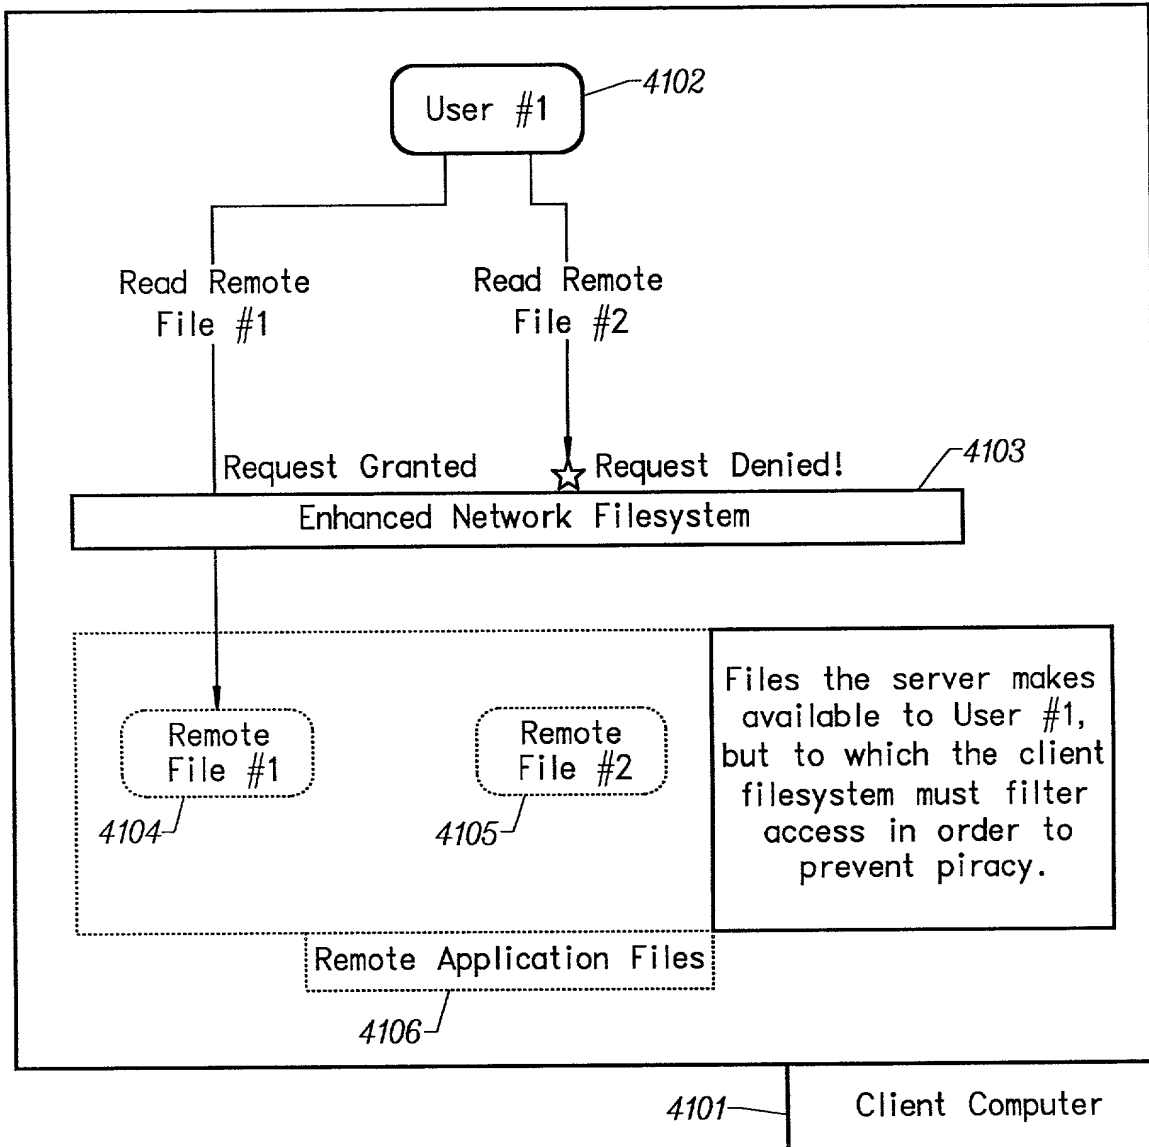 4102
User #1
Read Remote
File #1
Read Remote
File #2
4103
Request Granted
Request Denied!
Enhanced Network Filesystem
Remote
File #1
4104
Remote
File #2
4105
Files the server makes
available to User #1,
but to which the client
filesystem must filter
access in order to
prevent piracy.
Remote Application Files
4106
4101
Client Computer